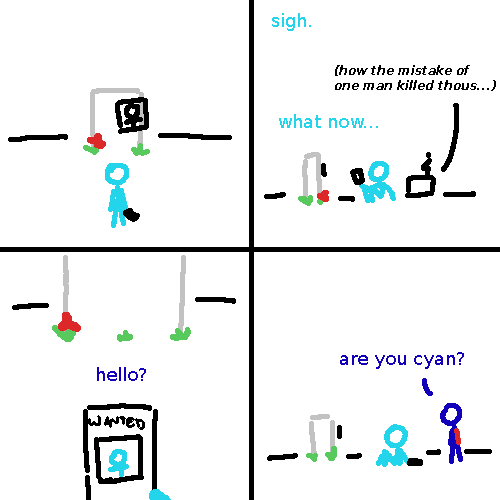 sigh.
(how the mistake of
one man killed thous...)
what now...
hello?
WANTED
are you cyan?